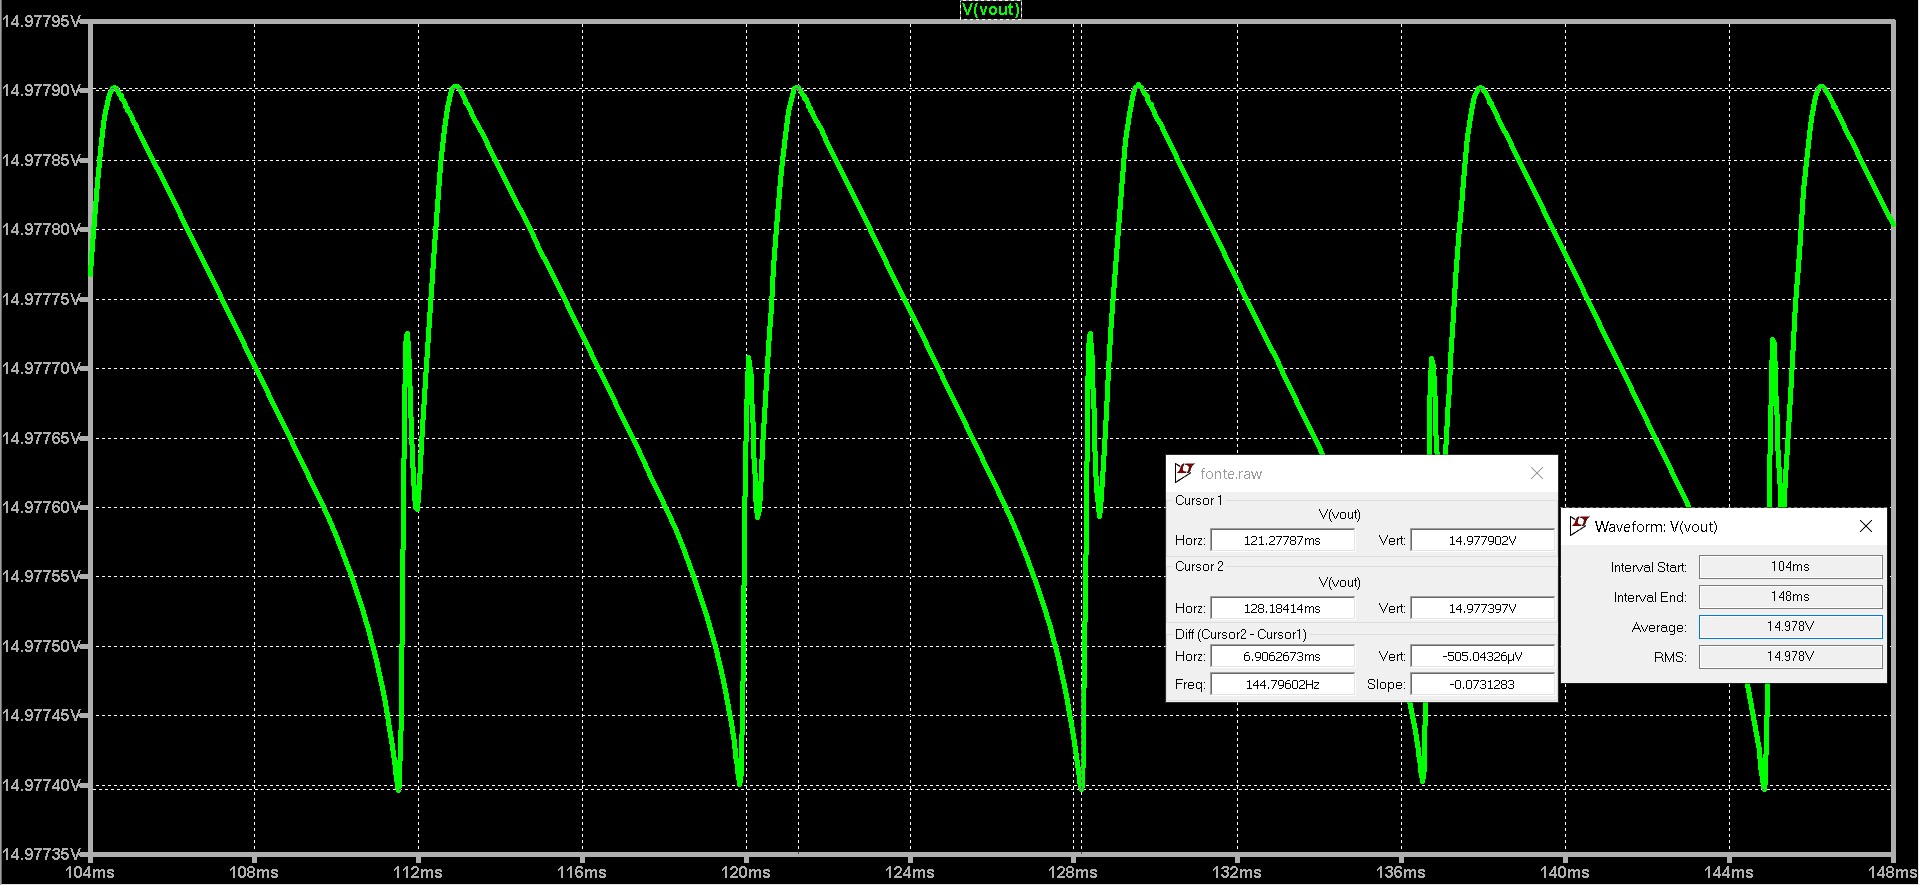 V(vout)
14.97795V
14.97790V
14.97785V
14.97780V
14.97775V
14.97770V
14.97765V
14.97760V
14.97755V
14.97750V
14.97745V
14.97740V
14.97735V
104ms 108ms 112ms 116ms 120ms 124ms 128ms 132ms 136ms 140ms 144ms 148ms
fonte.raw
Cursor 1
V(vout)
Horz: 121.27787ms Vert: 14.977902V
Cursor 2
V(vout)
Horz: 128.18414ms Vert: 14.977397V
Diff (Cursor2 - Cursor1)
Horz: 6.9062673ms Vert: -505.04326µV
Freq: 144.79602Hz Slope: -0.0731283
Waveform: V(vout)
Interval Start: 104ms
Interval End: 148ms
Average: 14.978V
RMS: 14.978V